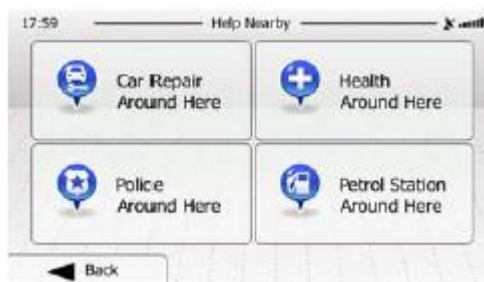 17:59
Help Nearby
Car Repair
Around Here
Health
Around Here
Police
Around Here
Petrol Station
Around Here
Back